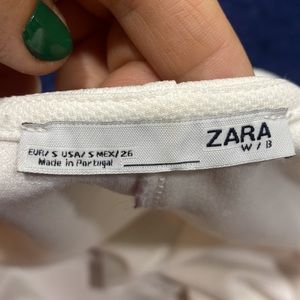 ZARA
W / B
EUR/ S USA/ S MEX/ 26
Made in Portugal